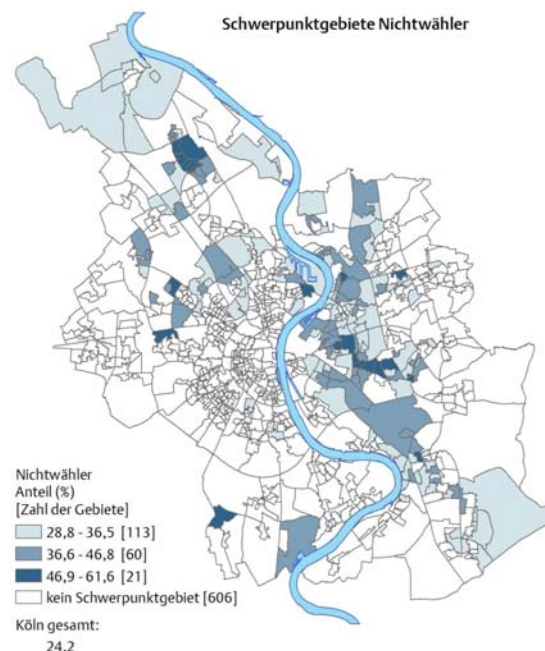 Schwerpunktgebiete Nichtwähler
Nichtwähler
Anteil (%)
[Zahl der Gebiete]
28,8 - 36,5 [113]
36,6 - 46,8 [60]
46,9 - 61,6 [21]
kein Schwerpunktgebiet [606]
Köln gesamt:
24,2